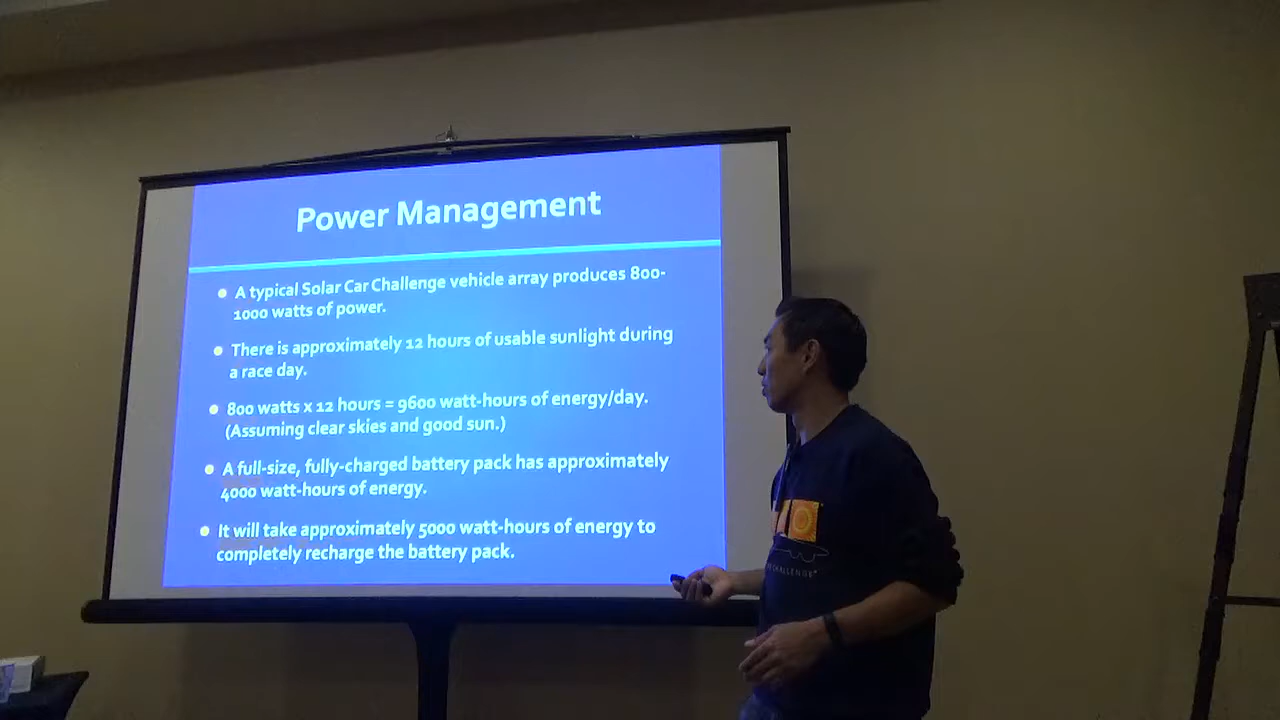 Power Management
A typical Solar Car Challenge vehicle array produces 800-
1000 watts of power.
There is approximately 12 hours of usable sunlight during
a race day.
800 watts x 12 hours = 9600 watt-hours of energy/day.
(Assuming clear skies and good sun.)
A full-size, fully-charged battery pack has approximately
4000 watt-hours of energy.
It will take approximately 5000 watt-hours of energy to
completely recharge the battery pack.
CHALLENGE